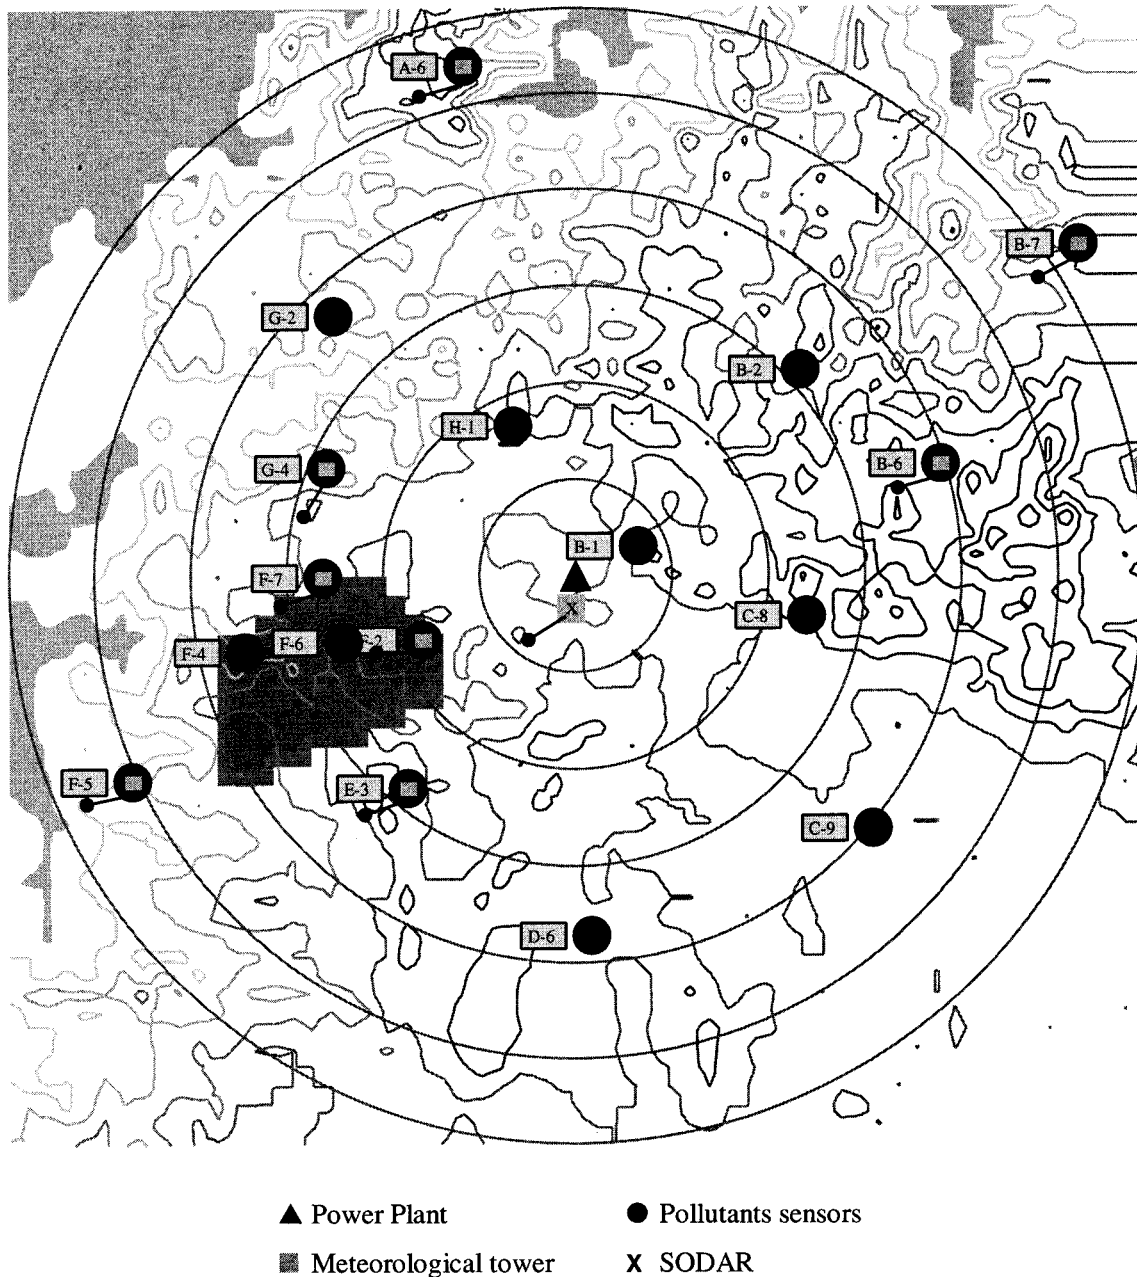 A-6
B-7
G-2
B-2
H-1
G-4
B-6
B-1
F-7
X
C-8
F-6
F-4
F-5
E-3
C-9
D-6
▲ Power Plant
● Pollutants sensors
■ Meteorological tower
X SODAR